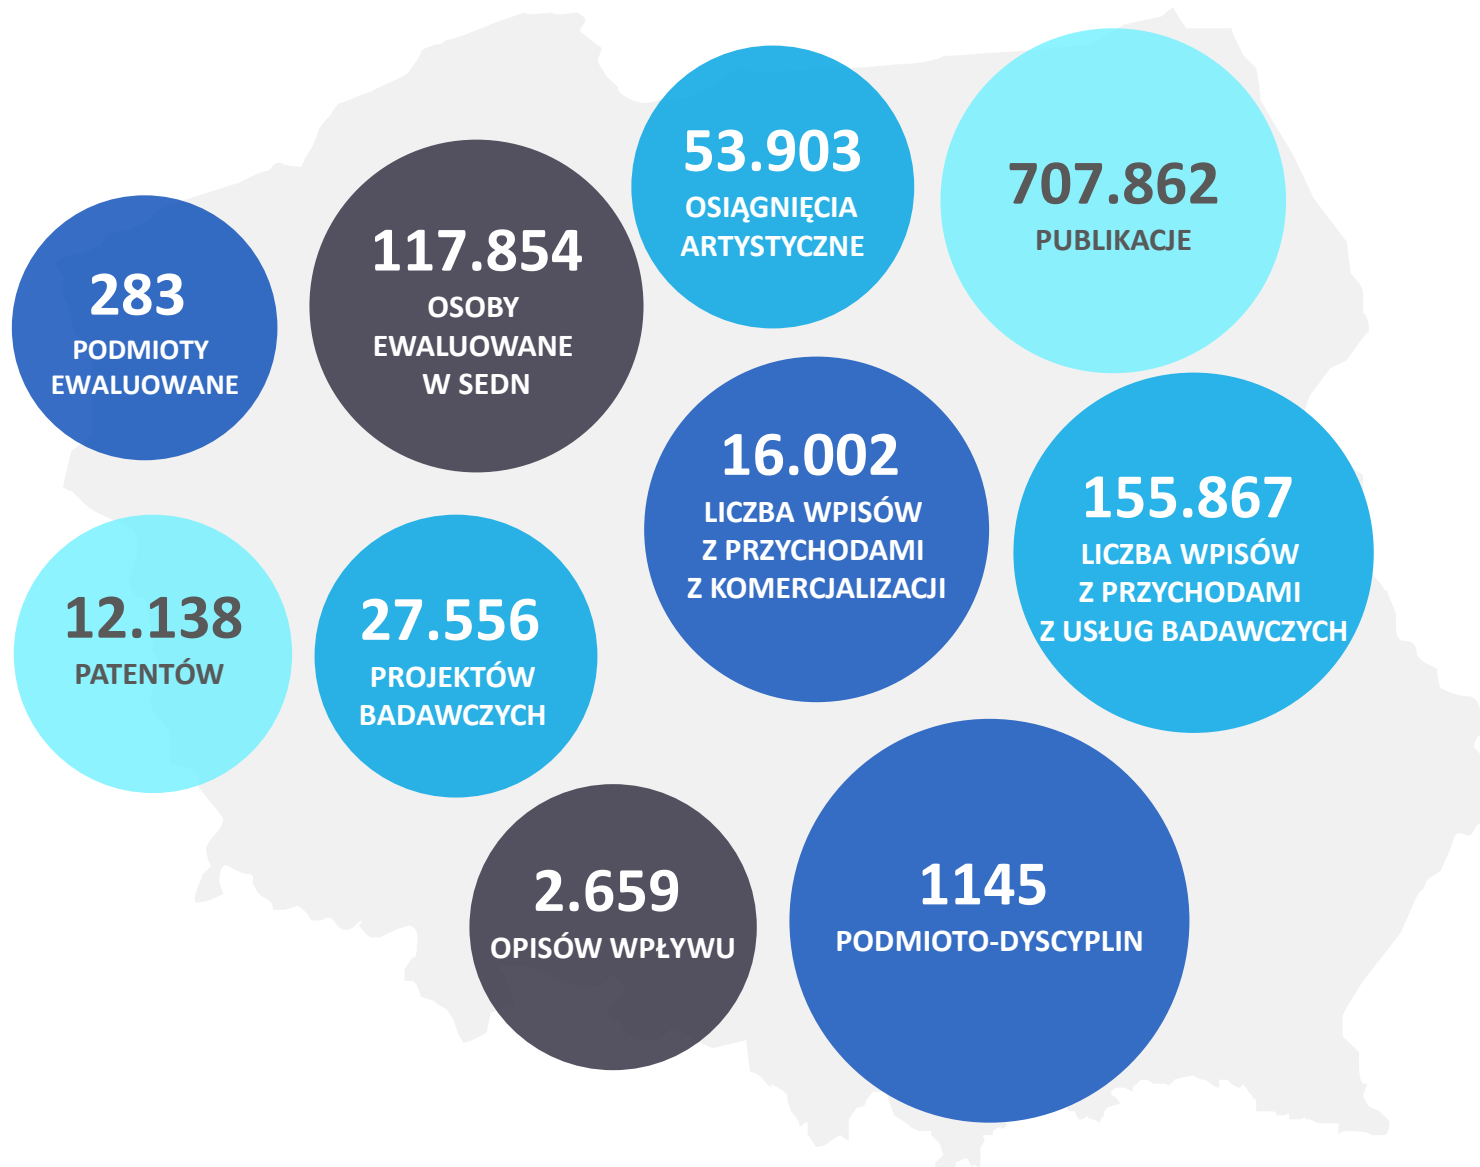 53.903
OSIĄGNIĘCIA
ARTYSTYCZNE
707.862
PUBLIKACJE
117.854
OSOBY
EWALUOWANE
W SEDN
283
PODMIOTY
EWALUOWANE
16.002
LICZBA WPISÓW
Z PRZYCHODAMI
Z KOMERCJALIZACJI
155.867
LICZBA WPISÓW
Z PRZYCHODAMI
Z USŁUG BADAWCZYCH
12.138
PATENTÓW
27.556
PROJEKTÓW
BADAWCZYCH
2.659
OPISÓW WPŁYWU
1145
PODMIOTO-DYSCYPLIN